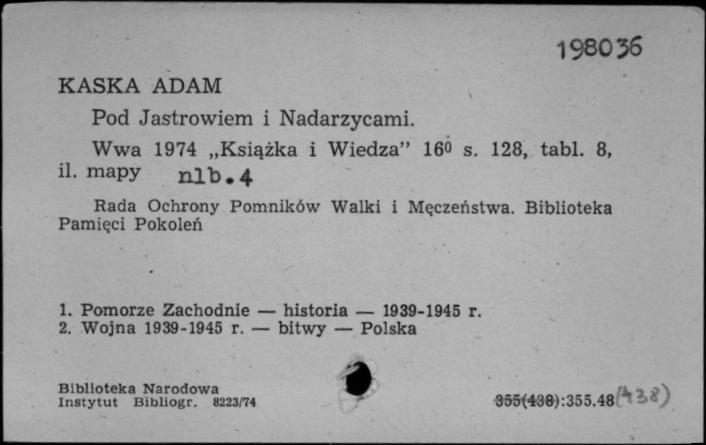 198036
KASKA ADAM
Pod Jastrowiem i Nadarzycami.
Wwa 1974 „Książka i Wiedza” 16⁰ s. 128, tabl. 8,
il. mapy nlb. 4
Rada Ochrony Pomników Walki i Męczeństwa. Biblioteka
Pamięci Pokoleń
1. Pomorze Zachodnie — historia — 1939-1945 r.
2. Wojna 1939-1945 r. — bitwy — Polska
Biblioteka Narodowa
Instytut Bibliogr. 8223/74
355(438):355.48(438)